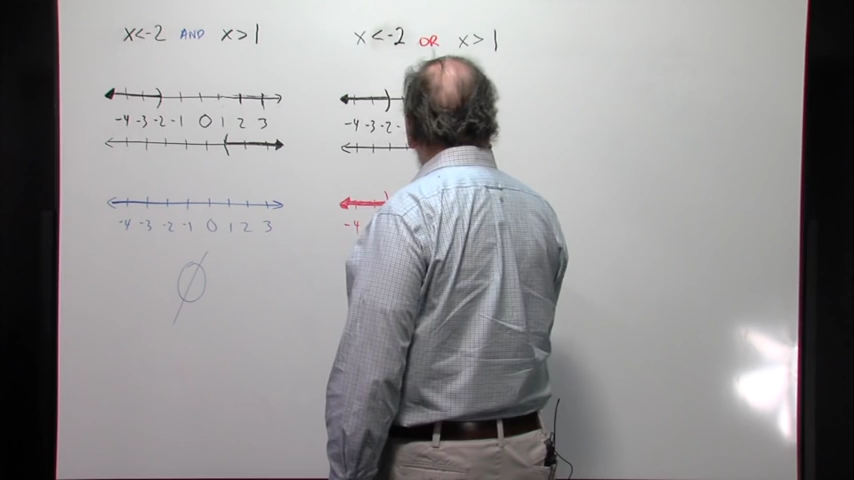 x<-2 AND x>1
x<-2 OR x>1
-4 -3 -2 -1 0 1 2 3
-4 -3 -2
-4 -3 -2 -1 0 1 2 3
-4
Ø